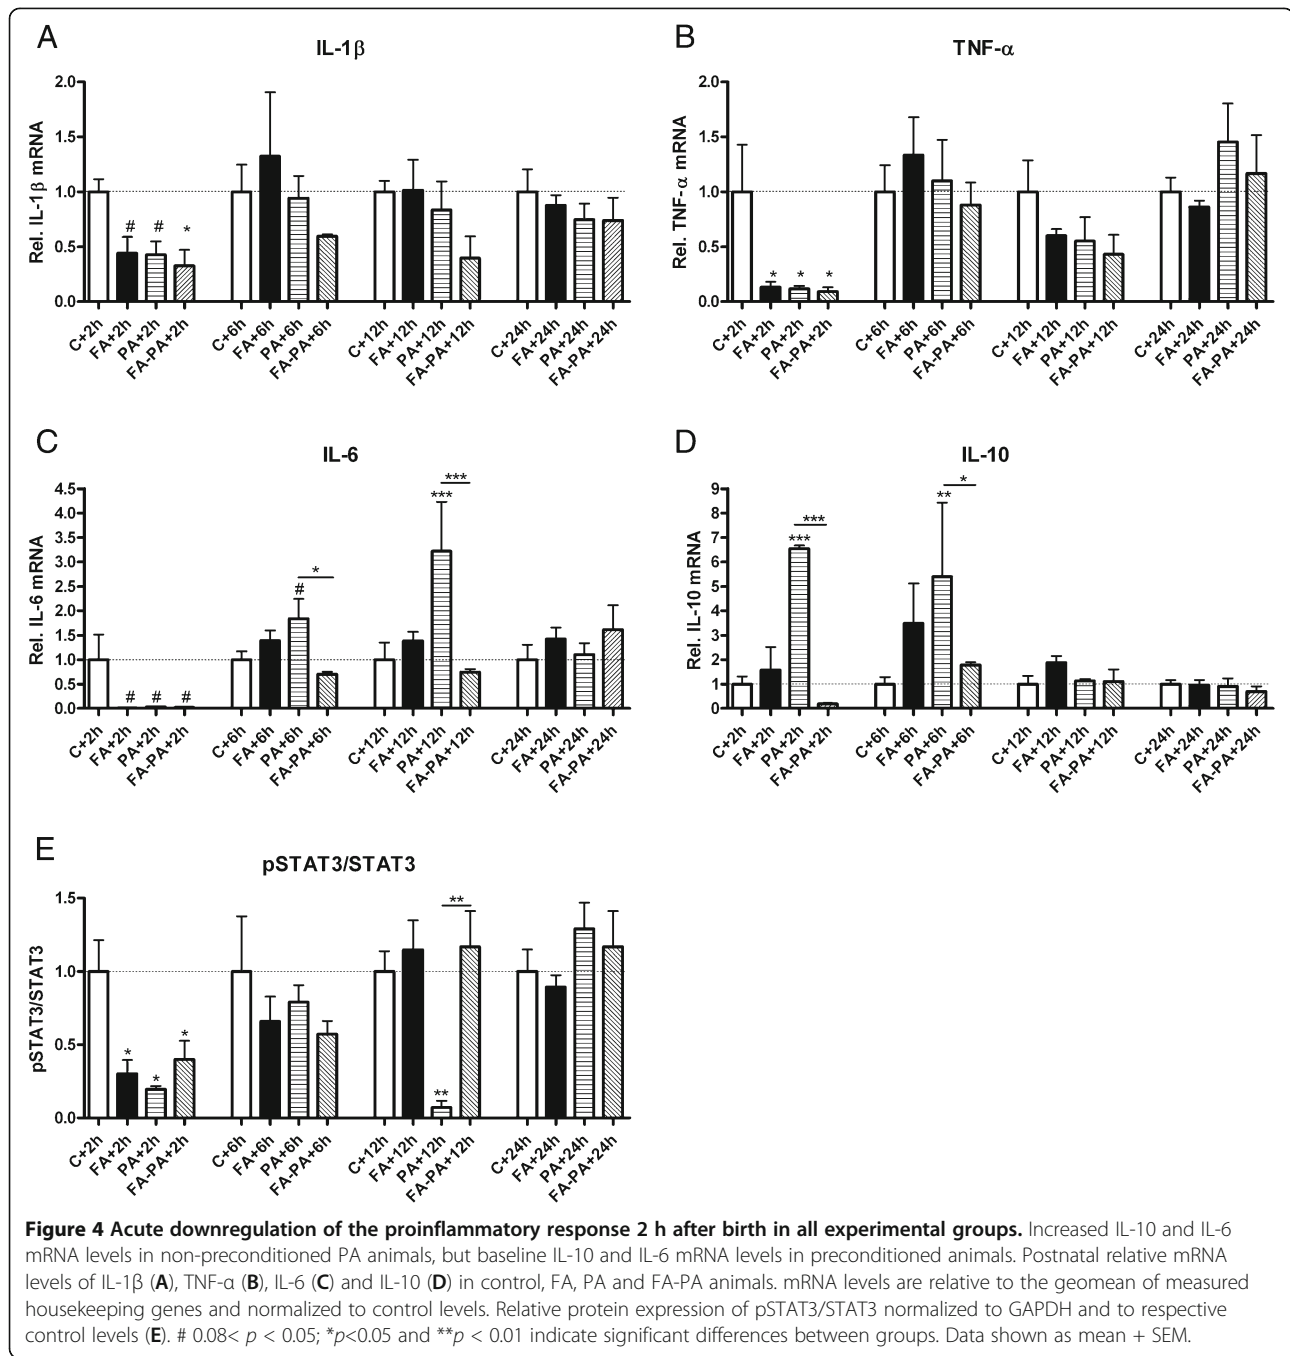 A
IL-1β
Rel. IL-1β mRNA
2.0
1.5
1.0
0.5
0.0
# # *
C+2h FA+2h PA+2h FA-PA+2h C+6h FA+6h PA+6h FA-PA+6h C+12h FA+12h PA+12h FA-PA+12h C+24h FA+24h PA+24h FA-PA+24h
B
TNF-α
Rel. TNF-α mRNA
2.0
1.5
1.0
0.5
0.0
* * *
C+2h FA+2h PA+2h FA-PA+2h C+6h FA+6h PA+6h FA-PA+6h C+12h FA+12h PA+12h FA-PA+12h C+24h FA+24h PA+24h FA-PA+24h
C
IL-6
Rel. IL-6 mRNA
4.5
4.0
3.5
3.0
2.5
2.0
1.5
1.0
0.5
0.0
***
***
*
#
# # #
C+2h FA+2h PA+2h FA-PA+2h C+6h FA+6h PA+6h FA-PA+6h C+12h FA+12h PA+12h FA-PA+12h C+24h FA+24h PA+24h FA-PA+24h
D
IL-10
Rel. IL-10 mRNA
9
8
7
6
5
4
3
2
1
0
*
**
***
***
C+2h FA+2h PA+2h FA-PA+2h C+6h FA+6h PA+6h FA-PA+6h C+12h FA+12h PA+12h FA-PA+12h C+24h FA+24h PA+24h FA-PA+24h
E
pSTAT3/STAT3
pSTAT3/STAT3
1.5
1.0
0.5
0.0
**
* * *
**
C+2h FA+2h PA+2h FA-PA+2h C+6h FA+6h PA+6h FA-PA+6h C+12h FA+12h PA+12h FA-PA+12h C+24h FA+24h PA+24h FA-PA+24h
Figure 4 Acute downregulation of the proinflammatory response 2 h after birth in all experimental groups. Increased IL-10 and IL-6
mRNA levels in non-preconditioned PA animals, but baseline IL-10 and IL-6 mRNA levels in preconditioned animals. Postnatal relative mRNA
levels of IL-1β (A), TNF-α (B), IL-6 (C) and IL-10 (D) in control, FA, PA and FA-PA animals. mRNA levels are relative to the geomean of measured
housekeeping genes and normalized to control levels. Relative protein expression of pSTAT3/STAT3 normalized to GAPDH and to respective
control levels (E). # 0.08< p < 0.05; *p<0.05 and **p < 0.01 indicate significant differences between groups. Data shown as mean + SEM.